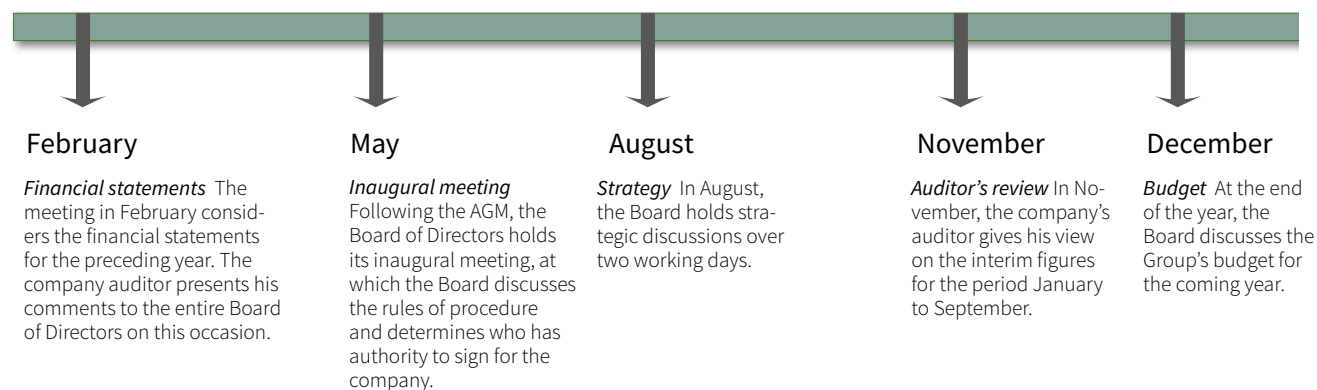 February
Financial statements  The
meeting in February consid-
ers the financial statements
for the preceding year. The
company auditor presents his
comments to the entire Board
of Directors on this occasion.
May
Inaugural meeting
Following the AGM, the
Board of Directors holds
its inaugural meeting, at
which the Board discusses
the rules of procedure
and determines who has
authority to sign for the
company.
August
Strategy  In August,
the Board holds stra-
tegic discussions over
two working days.
November
Auditor’s review In No-
vember, the company’s
auditor gives his view
on the interim figures
for the period January
to September.
December
Budget  At the end
of the year, the
Board discusses the
Group’s budget for
the coming year.